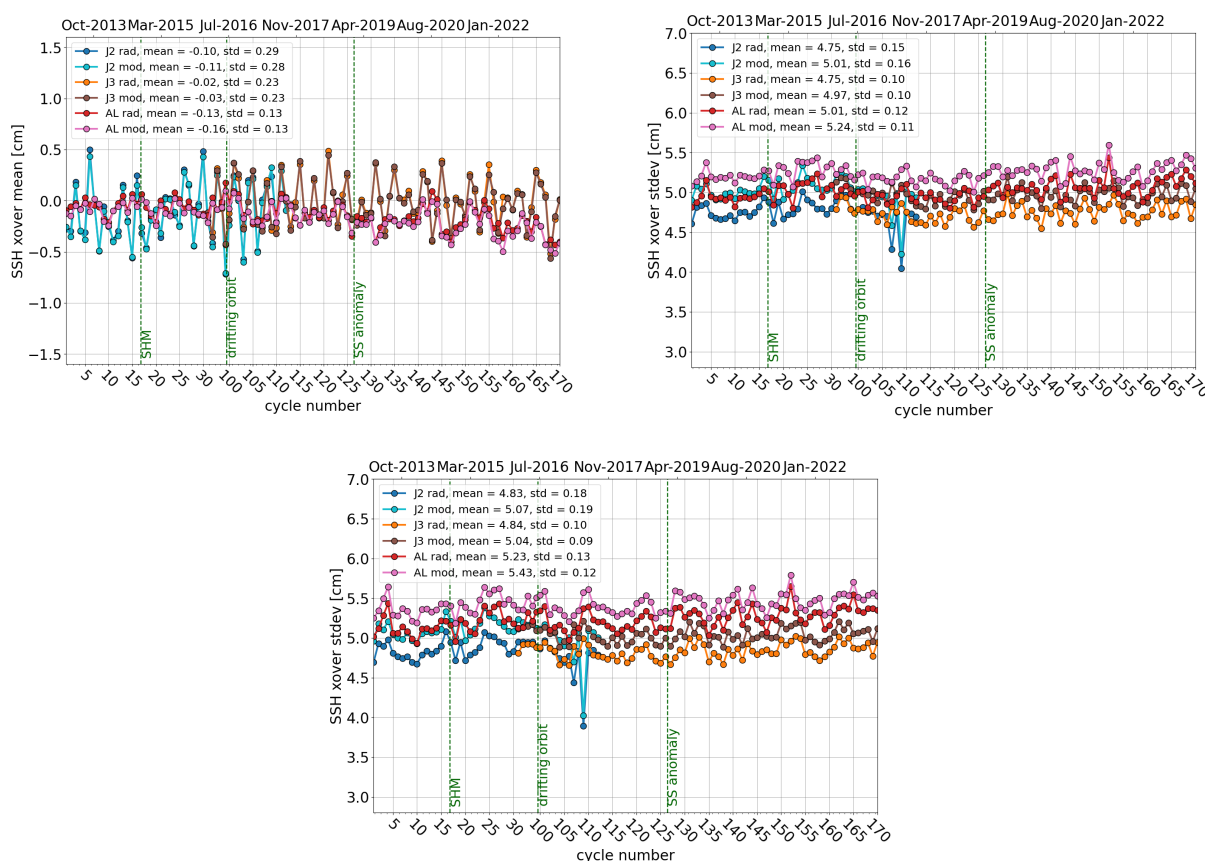 Oct-2013 Mar-2015 Jul-2016 Nov-2017 Apr-2019 Aug-2020 Jan-2022
1.5
1.0
0.5
0.0
−0.5
−1.0
−1.5
SSH xover mean [cm]
J2 rad, mean = -0.10, std = 0.29
J2 mod, mean = -0.11, std = 0.28
J3 rad, mean = -0.02, std = 0.23
J3 mod, mean = -0.03, std = 0.23
AL rad, mean = -0.13, std = 0.13
AL mod, mean = -0.16, std = 0.13
SHM
drifting orbit
SS anomaly
5 10 15 20 25 30 100 105 110 115 120 125 130 135 140 145 150 155 160 165 170
cycle number
Oct-2013 Mar-2015 Jul-2016 Nov-2017 Apr-2019 Aug-2020 Jan-2022
7.0
6.5
6.0
5.5
5.0
4.5
4.0
3.5
3.0
SSH xover stdev [cm]
J2 rad, mean = 4.75, std = 0.15
J2 mod, mean = 5.01, std = 0.16
J3 rad, mean = 4.75, std = 0.10
J3 mod, mean = 4.97, std = 0.10
AL rad, mean = 5.01, std = 0.12
AL mod, mean = 5.24, std = 0.11
SHM
drifting orbit
SS anomaly
5 10 15 20 25 30 100 105 110 115 120 125 130 135 140 145 150 155 160 165 170
cycle number
Oct-2013 Mar-2015 Jul-2016 Nov-2017 Apr-2019 Aug-2020 Jan-2022
7.0
6.5
6.0
5.5
5.0
4.5
4.0
3.5
3.0
SSH xover stdev [cm]
J2 rad, mean = 4.83, std = 0.18
J2 mod, mean = 5.07, std = 0.19
J3 rad, mean = 4.84, std = 0.10
J3 mod, mean = 5.04, std = 0.09
AL rad, mean = 5.23, std = 0.13
AL mod, mean = 5.43, std = 0.12
SHM
drifting orbit
SS anomaly
5 10 15 20 25 30 100 105 110 115 120 125 130 135 140 145 150 155 160 165 170
cycle number